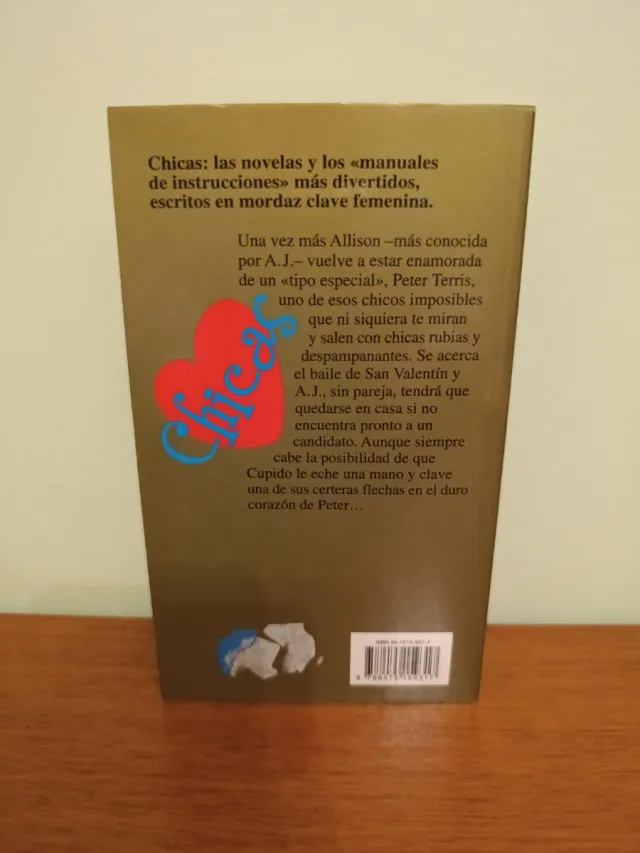 Chicas: las novelas y los «manuales
de instrucciones» más divertidos,
escritos en mordaz clave femenina.
Una vez más Allison –más conocida
por A.J.– vuelve a estar enamorada
de un «tipo especial», Peter Terris,
uno de esos chicos imposibles
que ni siquiera te miran
y salen con chicas rubias y
despampanantes. Se acerca
el baile de San Valentín y
A.J., sin pareja, tendrá que
quedarse en casa si no
encuentra pronto a un
candidato. Aunque siempre
cabe la posibilidad de que
Cupido le eche una mano y clave
una de sus certeras flechas en el duro
corazón de Peter…
Chicas
ISBN